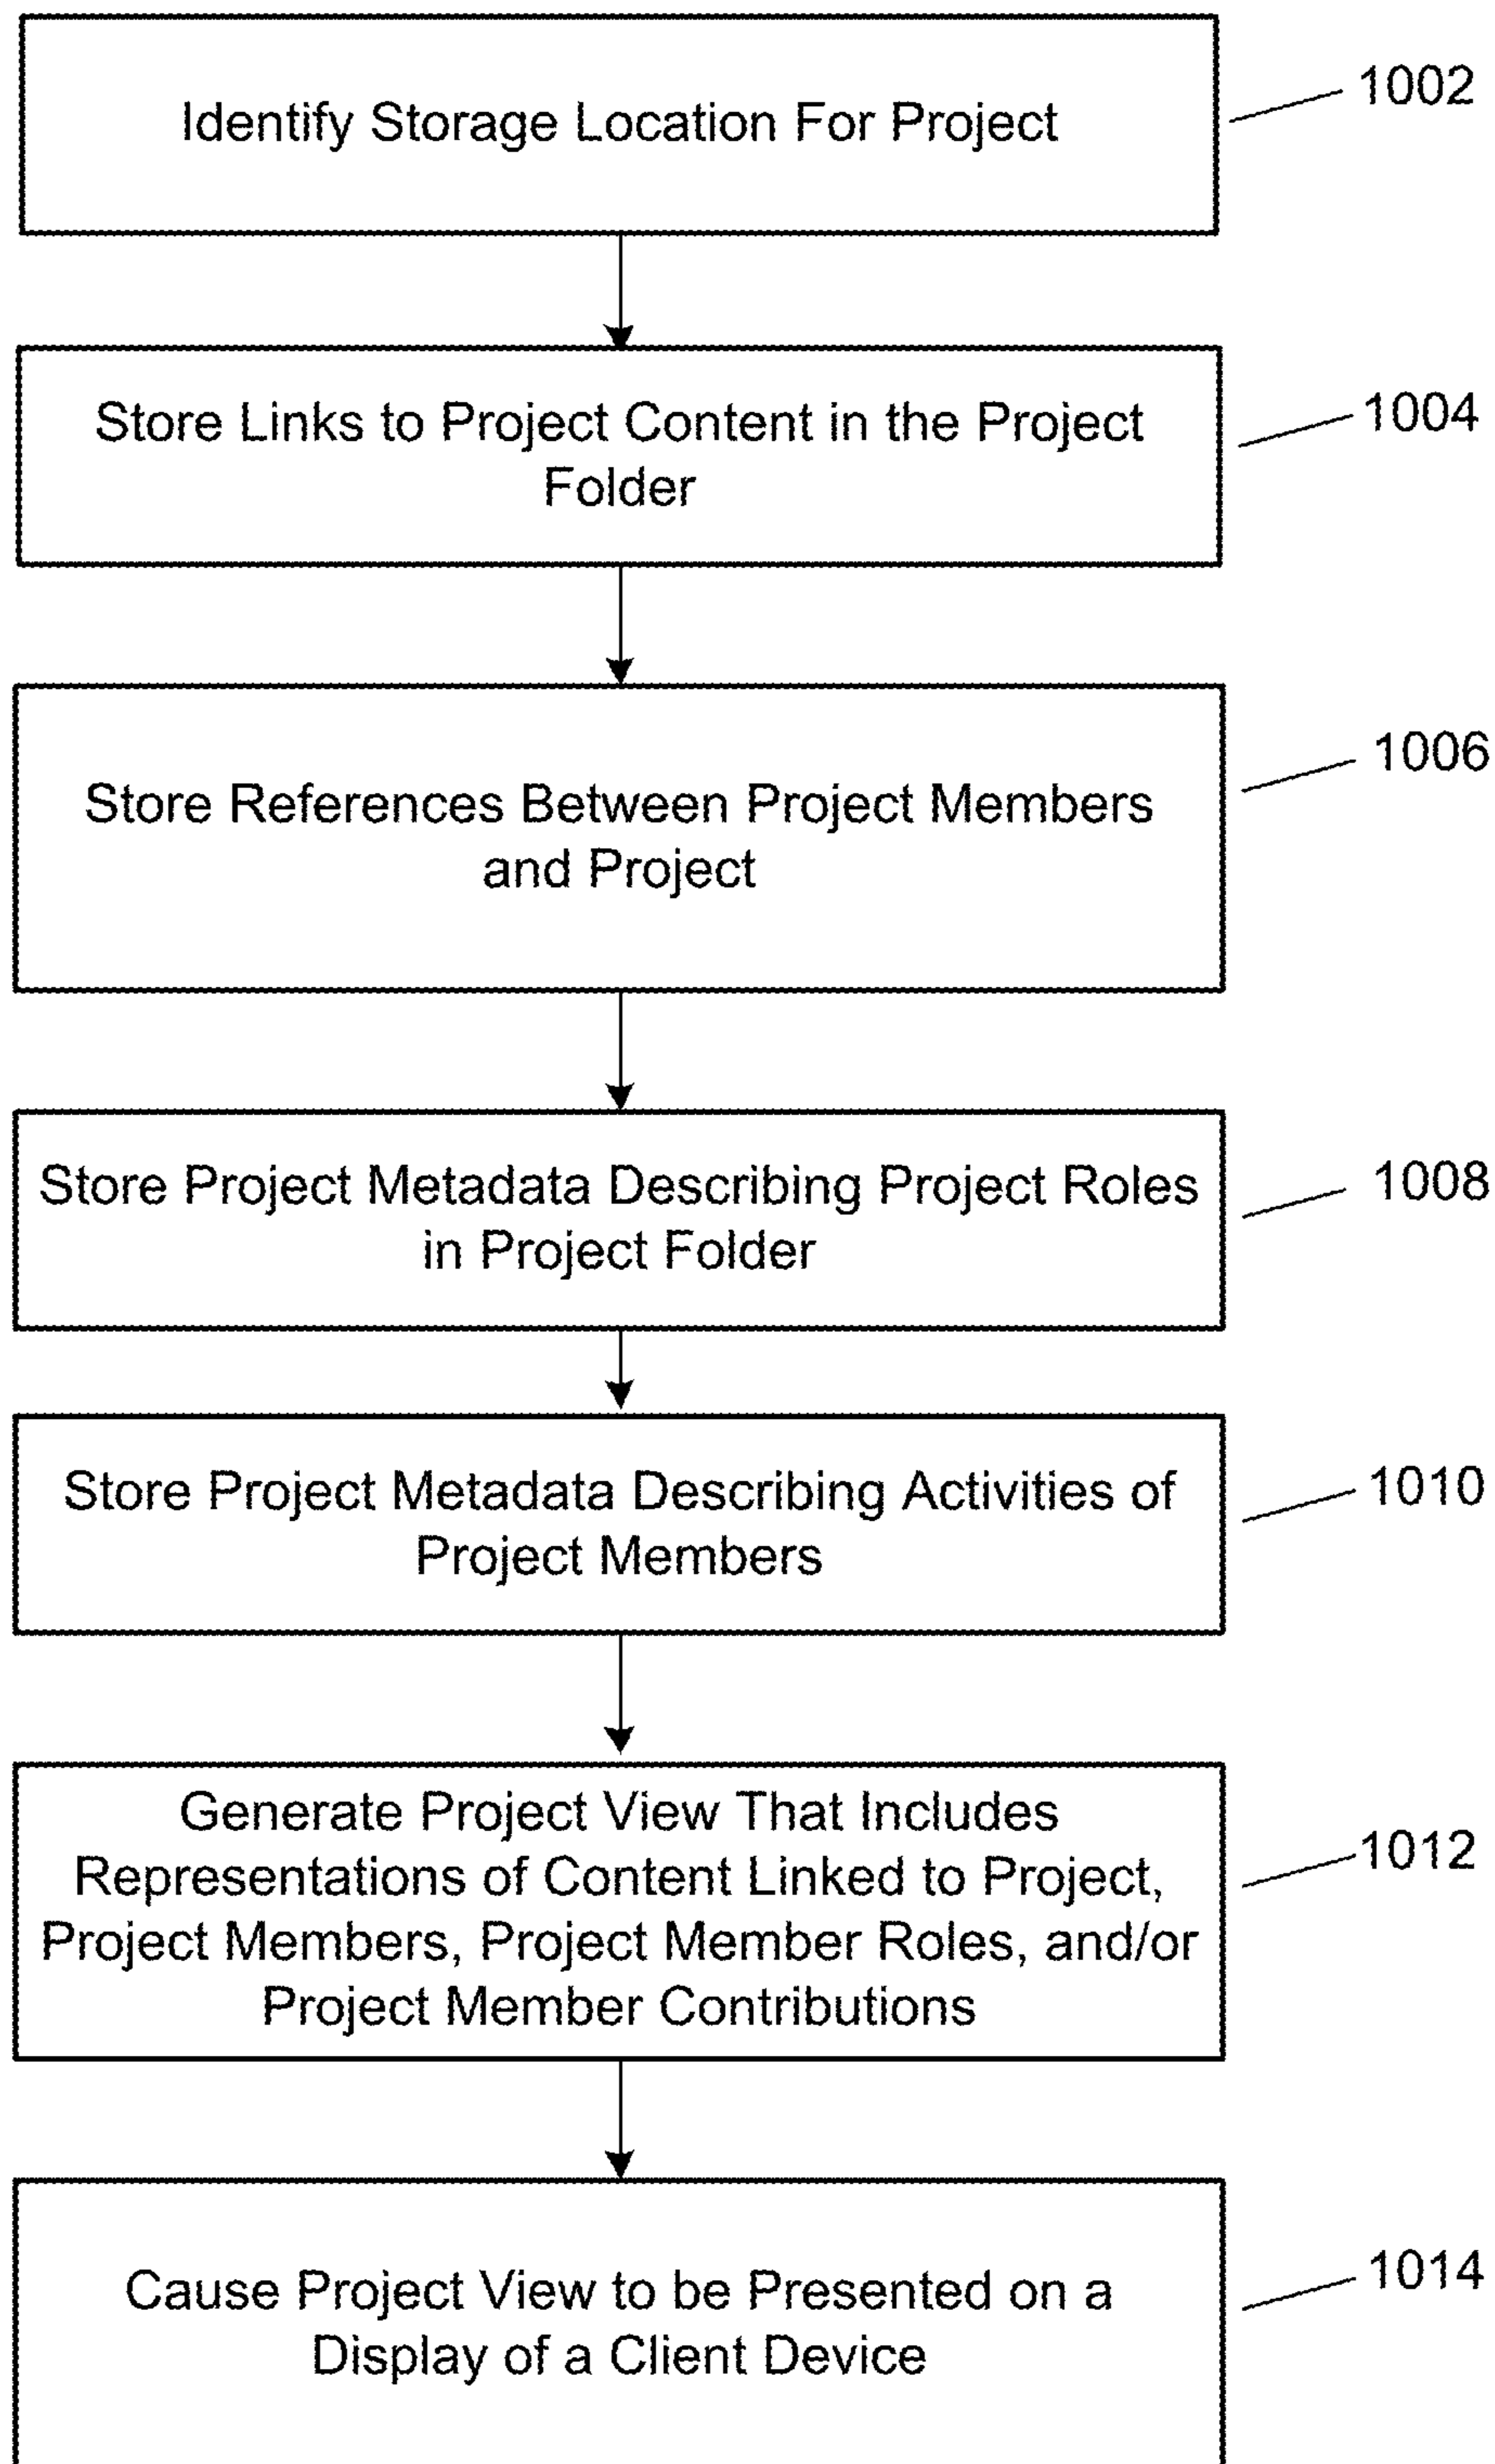 Identify Storage Location For Project
1002
Store Links to Project Content in the Project
Folder
1004
Store References Between Project Members
and Project
1006
Store Project Metadata Describing Project Roles
in Project Folder
1008
Store Project Metadata Describing Activities of
Project Members
1010
Generate Project View That Includes
Representations of Content Linked to Project,
Project Members, Project Member Roles, and/or
Project Member Contributions
1012
Cause Project View to be Presented on a
Display of a Client Device
1014